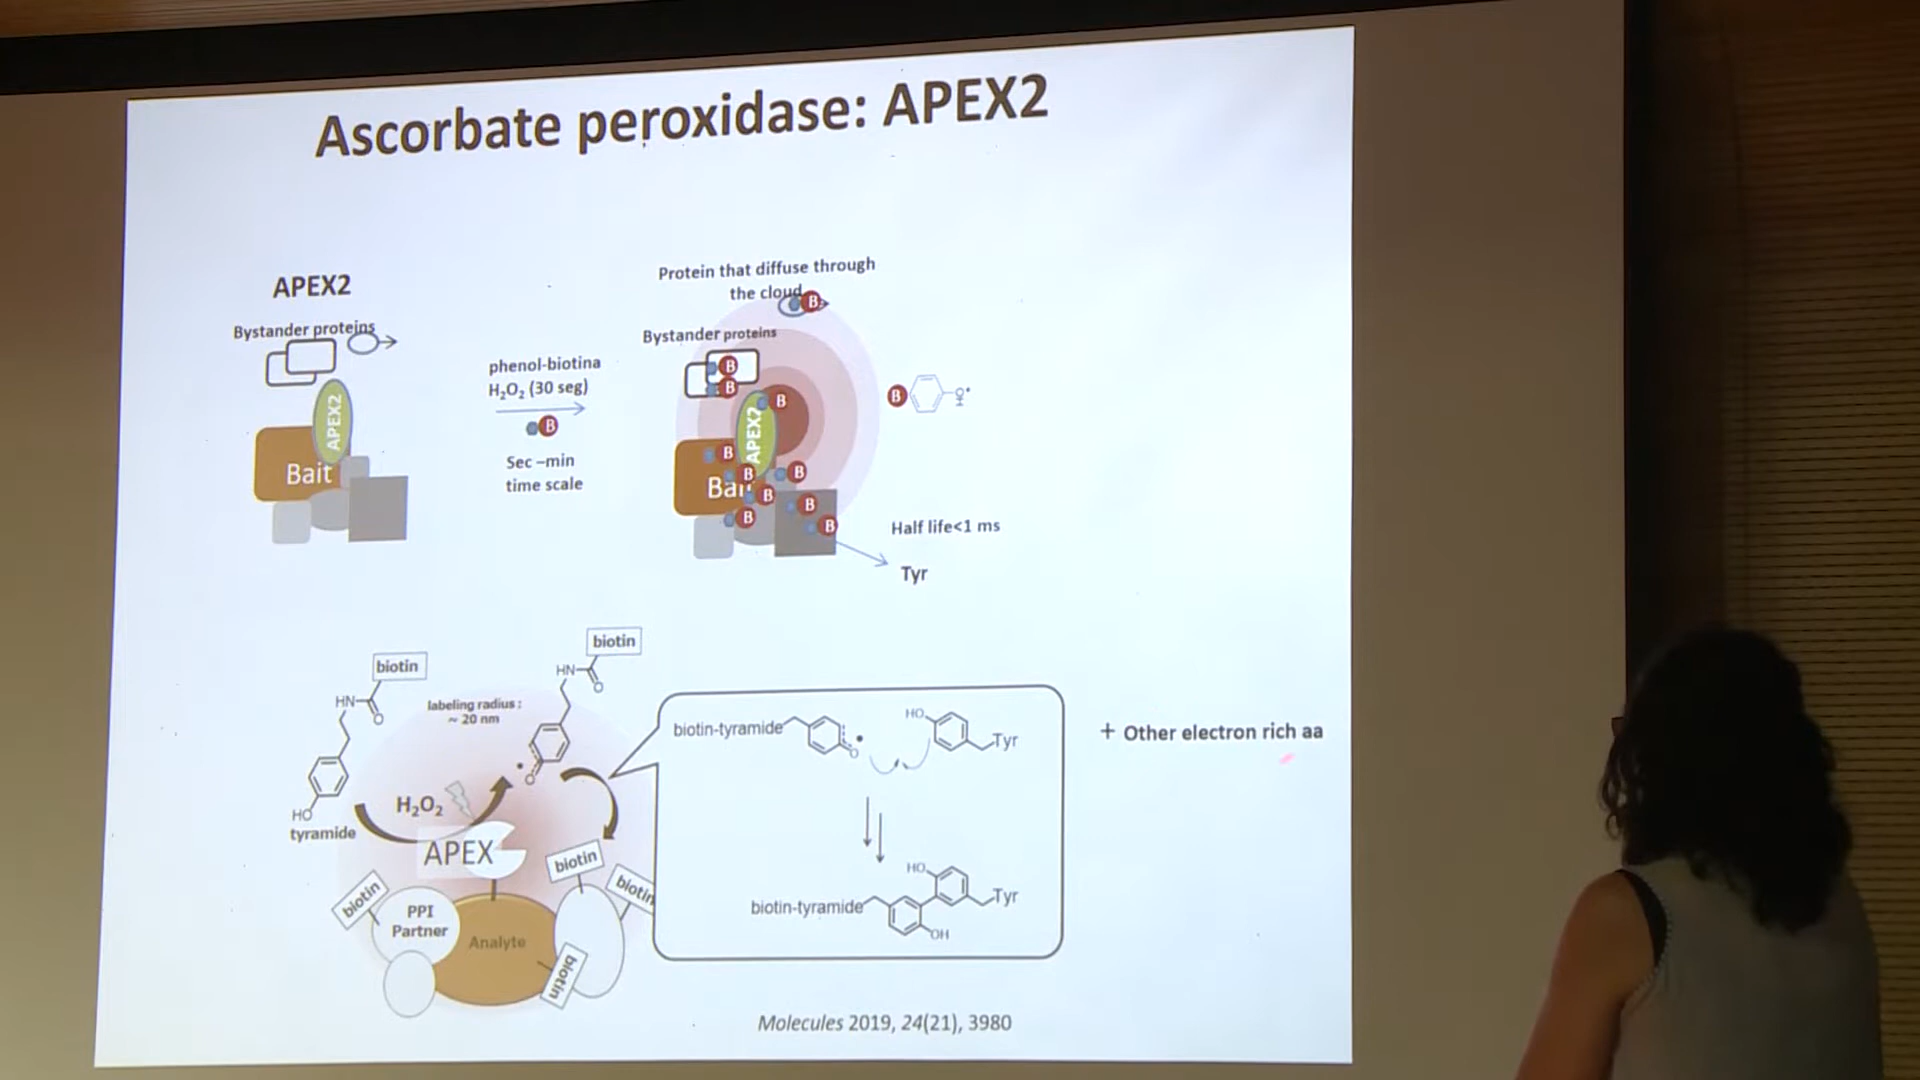 Ascorbate peroxidase: APEX2
APEX2
Bystander proteins
APEX2
Bait
phenol-biotina
H₂O₂ (30 seg)
B
Sec –min
time scale
Protein that diffuse through
the cloud
B
Bystander proteins
B
B
B
APEX2
B
B
B
Bait
B
B
B
B
B
Half life<1 ms
Tyr
biotin
HN
O
HO
tyramide
labeling radius :
~ 20 nm
biotin
HN
O
O
H₂O₂
APEX
biotin
PPI
Partner
Analyte
biotin
biotin
biotin
biotin-tyramide
O
HO
Tyr
HO
biotin-tyramide
Tyr
OH
+ Other electron rich aa
Molecules 2019, 24(21), 3980